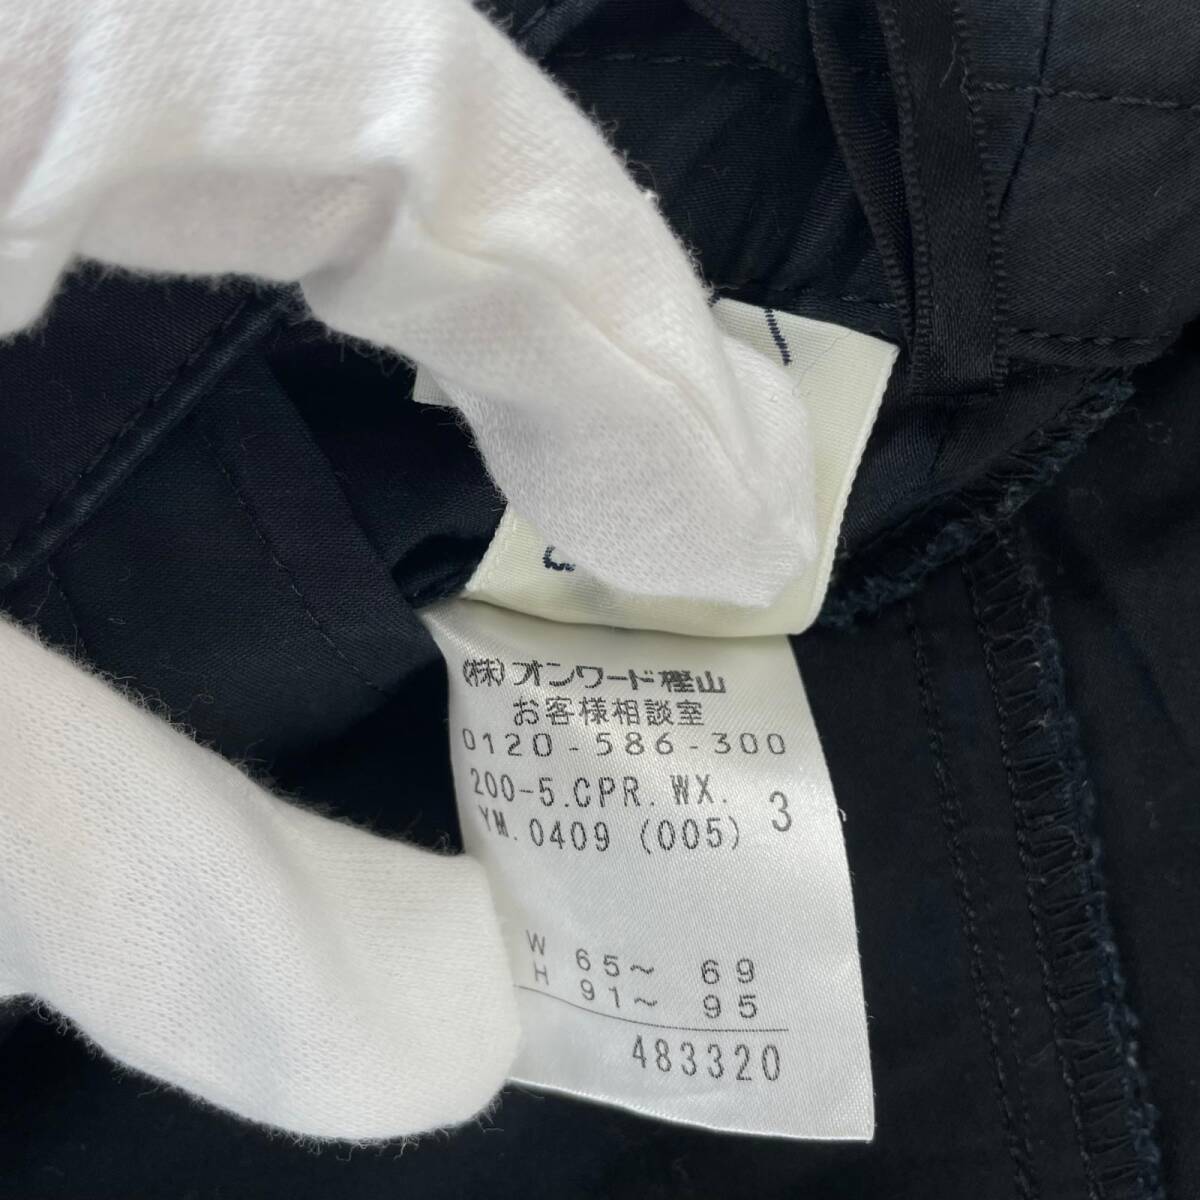 (株)オンワード樫山
お客様相談室
0120-586-300
200-5.CPR.WX. 3
YM.0409 (005)
W 65~ 69
H 91~ 95
483320